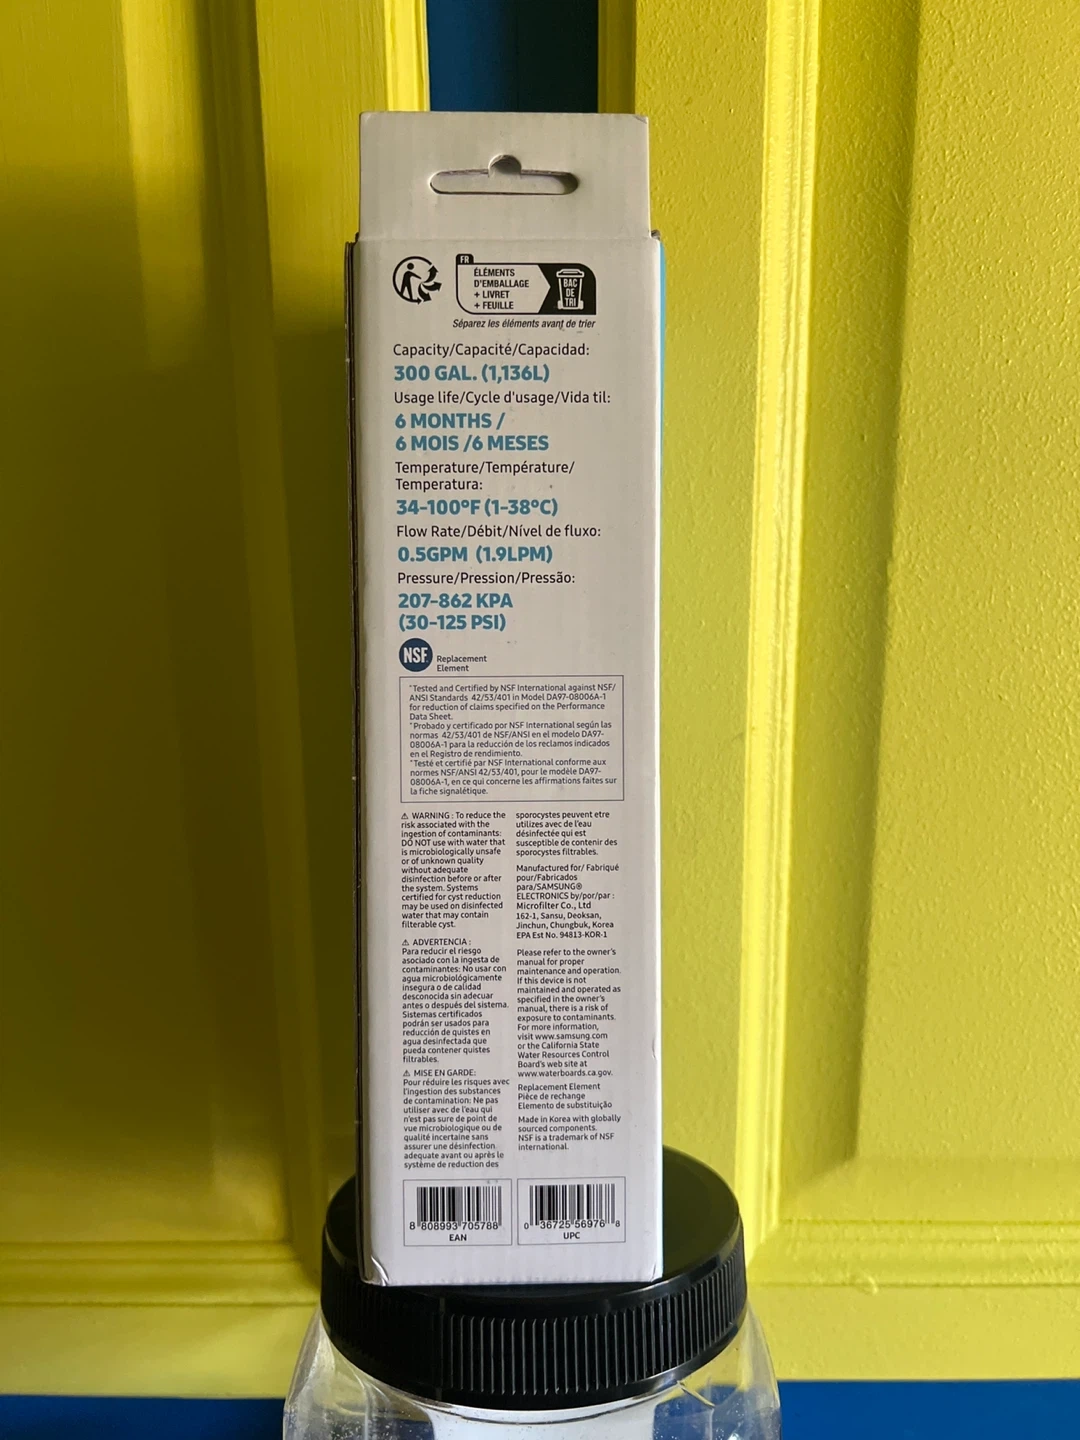 FR
ÉLÉMENTS
D'EMBALLAGE
+ LIVRET
+ FEUILLE
BAC
DE
TRI
Séparez les éléments avant de trier
Capacity/Capacité/Capacidad:
300 GAL. (1,136L)
Usage life/Cycle d'usage/Vida til:
6 MONTHS /
6 MOIS /6 MESES
Temperature/Température/
Temperatura:
34-100°F (1-38°C)
Flow Rate/Débit/Nível de fluxo:
0.5GPM (1.9LPM)
Pressure/Pression/Pressão:
207-862 KPA
(30-125 PSI)
NSF
Replacement
Element
*Tested and Certified by NSF International against NSF/
ANSI Standards 42/53/401 in Model DA97-08006A-1
for reduction of claims specified on the Performance
Data Sheet.
*Probado y certificado por NSF International según las
normas 42/53/401 de NSF/ANSI en el modelo DA97-
08006A-1 para la reducción de los reclamos indicados
en el Registro de rendimiento.
*Testé et certifié par NSF International conforme aux
normes NSF/ANSI 42/53/401, pour le modèle DA97-
08006A-1, en ce qui concerne les affirmations faites sur
la fiche signalétique.
⚠ WARNING : To reduce the
risk associated with the
ingestion of contaminants:
DO NOT use with water that
is microbiologically unsafe
or of unknown quality
without adequate
disinfection before or after
the system. Systems
certified for cyst reduction
may be used on disinfected
water that may contain
filterable cyst.
⚠ ADVERTENCIA :
Para reducir el riesgo
asociado con la ingesta de
contaminantes: No usar con
agua microbiológicamente
insegura o de calidad
desconocida sin adecuar
antes o después del sistema.
Sistemas certificados
podrán ser usados para
reducción de quistes en
agua desinfectada que
pueda contener quistes
filtrables.
⚠ MISE EN GARDE:
Pour réduire les risques avec
l'ingestion des substances
de contamination: Ne pas
utiliser avec de l'eau qui
n'est pas sure de point de
vue microbiologique ou de
qualité incertaine sans
assurer une désinfection
adequate avant ou après le
système de reduction des
sporocystes peuvent etre
utilizes avec de l'eau
désinfectée qui est
susceptible de contenir des
sporocystes filtrables.
Manufactured for/ Fabriqué
pour/Fabricados
para/SAMSUNG®
ELECTRONICS by/por/par :
Microfilter Co., Ltd
162-1, Sansu, Deoksan,
Jinchun, Chungbuk, Korea
EPA Est No. 94813-KOR-1
Please refer to the owner's
manual for proper
maintenance and operation.
If this device is not
maintained and operated as
specified in the owner's
manual, there is a risk of
exposure to contaminants.
For more information,
visit www.samsung.com
or the California State
Water Resources Control
Board's web site at
www.waterboards.ca.gov.
Replacement Element
Pièce de rechange
Elemento de substituição
Made in Korea with globally
sourced components.
NSF is a trademark of NSF
international.
8 808993 705788
EAN
0 36725 56976 8
UPC